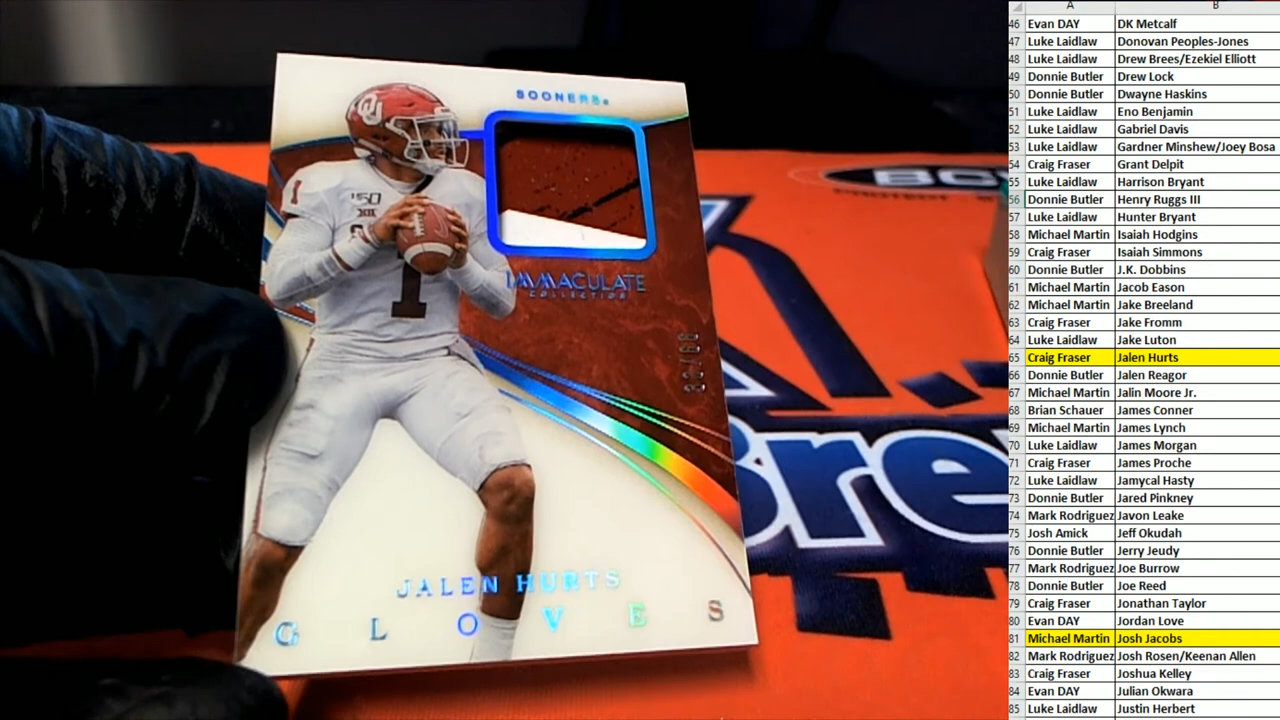 SOONERS
OU
150
XII
1
1
IMMACULATE
COLLECTION
JALEN HURTS
GLOVES
Bre
A B
46 Evan DAY DK Metcalf
47 Luke Laidlaw Donovan Peoples-Jones
48 Luke Laidlaw Drew Brees/Ezekiel Elliott
49 Donnie Butler Drew Lock
50 Donnie Butler Dwayne Haskins
51 Luke Laidlaw Eno Benjamin
52 Luke Laidlaw Gabriel Davis
53 Luke Laidlaw Gardner Minshew/Joey Bosa
54 Craig Fraser Grant Delpit
55 Luke Laidlaw Harrison Bryant
56 Donnie Butler Henry Ruggs III
57 Luke Laidlaw Hunter Bryant
58 Michael Martin Isaiah Hodgins
59 Craig Fraser Isaiah Simmons
60 Donnie Butler J.K. Dobbins
61 Michael Martin Jacob Eason
62 Michael Martin Jake Breeland
63 Craig Fraser Jake Fromm
64 Luke Laidlaw Jake Luton
65 Craig Fraser Jalen Hurts
66 Donnie Butler Jalen Reagor
67 Michael Martin Jalin Moore Jr.
68 Brian Schauer James Conner
69 Michael Martin James Lynch
70 Luke Laidlaw James Morgan
71 Craig Fraser James Proche
72 Luke Laidlaw Jamycal Hasty
73 Donnie Butler Jared Pinkney
74 Mark Rodriguez Javon Leake
75 Josh Amick Jeff Okudah
76 Donnie Butler Jerry Jeudy
77 Mark Rodriguez Joe Burrow
78 Donnie Butler Joe Reed
79 Craig Fraser Jonathan Taylor
80 Evan DAY Jordan Love
81 Michael Martin Josh Jacobs
82 Mark Rodriguez Josh Rosen/Keenan Allen
83 Craig Fraser Joshua Kelley
84 Evan DAY Julian Okwara
85 Luke Laidlaw Justin Herbert